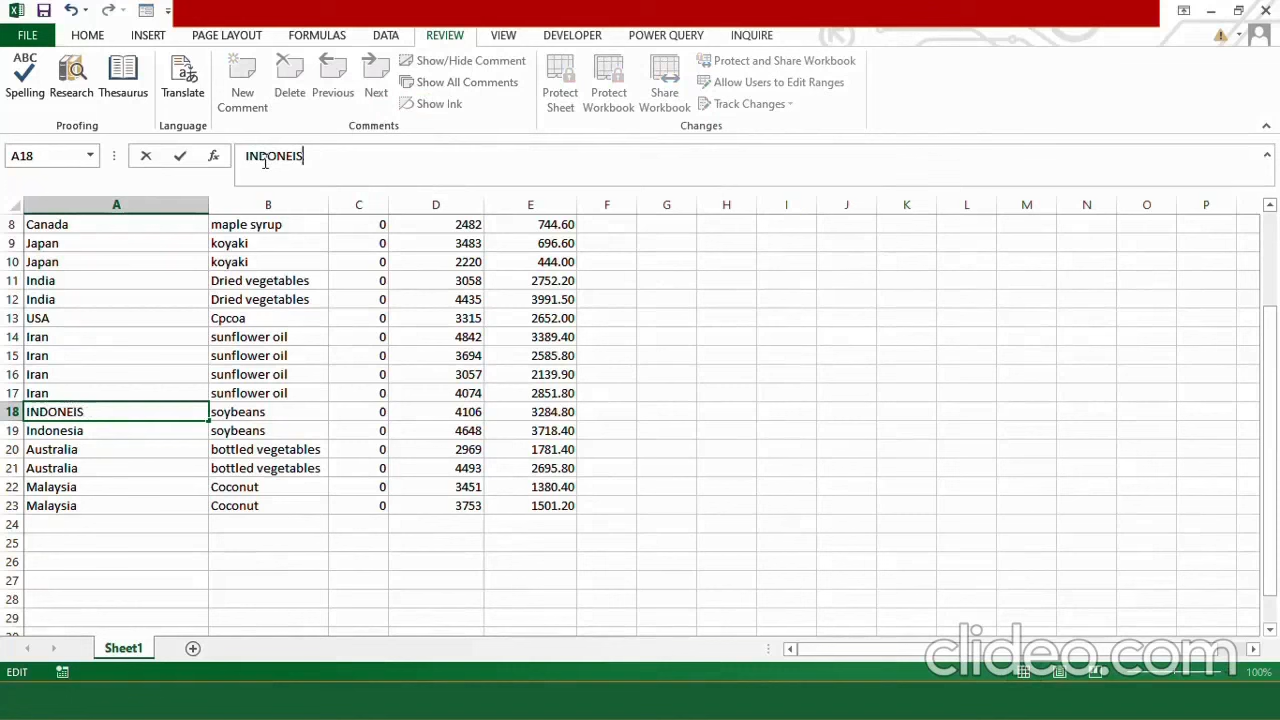 FILE HOME INSERT PAGE LAYOUT FORMULAS DATA REVIEW VIEW DEVELOPER POWER QUERY INQUIRE
ABC
Spelling Research Thesaurus Translate New Comment Delete Previous Next Show/Hide Comment Protect Sheet Protect Workbook Share Workbook Protect and Share Workbook
Show All Comments Allow Users to Edit Ranges
Show Ink Track Changes
Proofing Language Comments Changes
A18 fx INDONEIS
A B C D E F G H I J K L M N O P
8 Canada maple syrup 0 2482 744.60
9 Japan koyaki 0 3483 696.60
10 Japan koyaki 0 2220 444.00
11 India Dried vegetables 0 3058 2752.20
12 India Dried vegetables 0 4435 3991.50
13 USA Cpcoa 0 3315 2652.00
14 Iran sunflower oil 0 4842 3389.40
15 Iran sunflower oil 0 3694 2585.80
16 Iran sunflower oil 0 3057 2139.90
17 Iran sunflower oil 0 4074 2851.80
18 INDONEIS soybeans 0 4106 3284.80
19 Indonesia soybeans 0 4648 3718.40
20 Australia bottled vegetables 0 2969 1781.40
21 Australia bottled vegetables 0 4493 2695.80
22 Malaysia Coconut 0 3451 1380.40
23 Malaysia Coconut 0 3753 1501.20
24
25
26
27
28
29
Sheet1
clideo.com
EDIT 100%